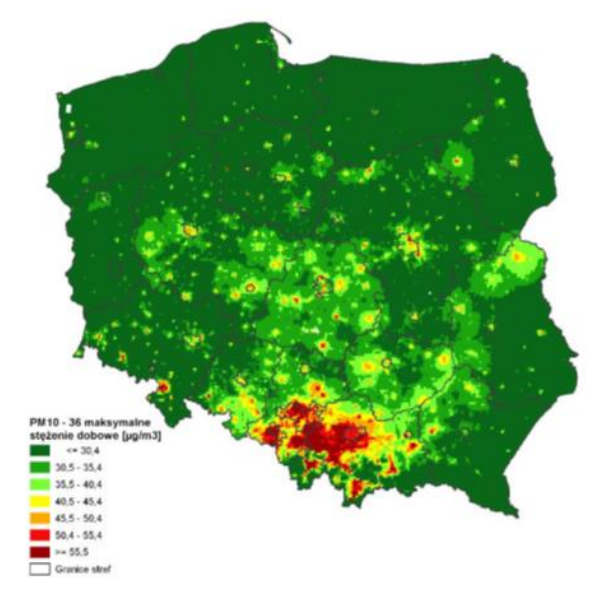 PM10 - 36 maksymalne
stężenie dobowe [µg/m3]
<= 30,4
30,5 - 35,4
35,5 - 40,4
40,5 - 45,4
45,5 - 50,4
50,4 - 55,4
>= 55,5
Granice stref